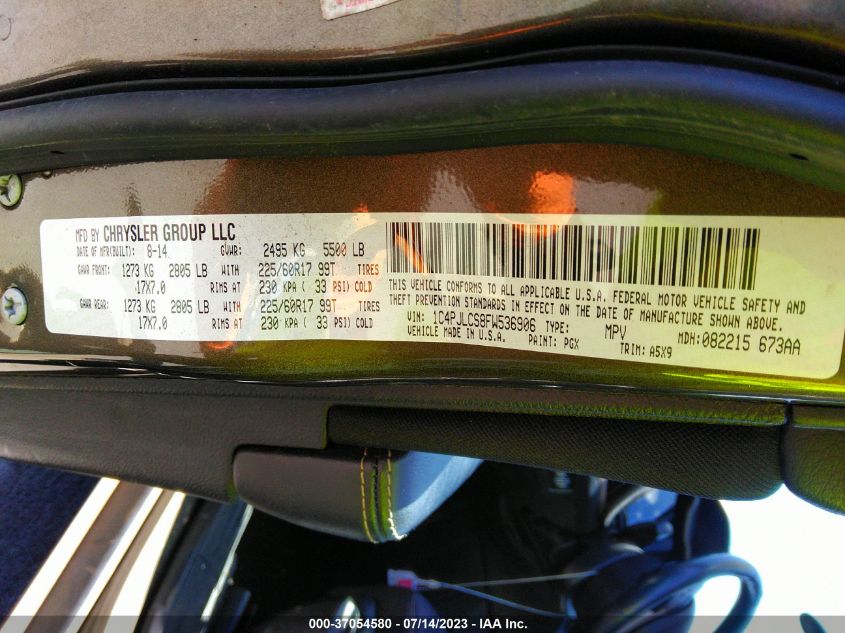 MFD BY CHRYSLER GROUP LLC
DATE OF MFR(BUILT): 8-14 GVWR: 2495 KG 5500 LB
GAWR FRONT: 1273 KG 2805 LB WITH 225/60R17 99T TIRES
17X7.0 RIMS AT 230 KPA ( 33 PSI) COLD
GAWR REAR: 1273 KG 2805 LB WITH 225/60R17 99T TIRES
17X7.0 RIMS AT 230 KPA ( 33 PSI) COLD
THIS VEHICLE CONFORMS TO ALL APPLICABLE U.S.A. FEDERAL MOTOR VEHICLE SAFETY AND
THEFT PREVENTION STANDARDS IN EFFECT ON THE DATE OF MANUFACTURE SHOWN ABOVE.
VIN: 1C4PJLCS8FW536906 TYPE: MPV MDH: 082215 673AA
VEHICLE MADE IN U.S.A. PAINT: PGX TRIM: A5X9
000-37054580 - 07/14/2023 - IAA Inc.